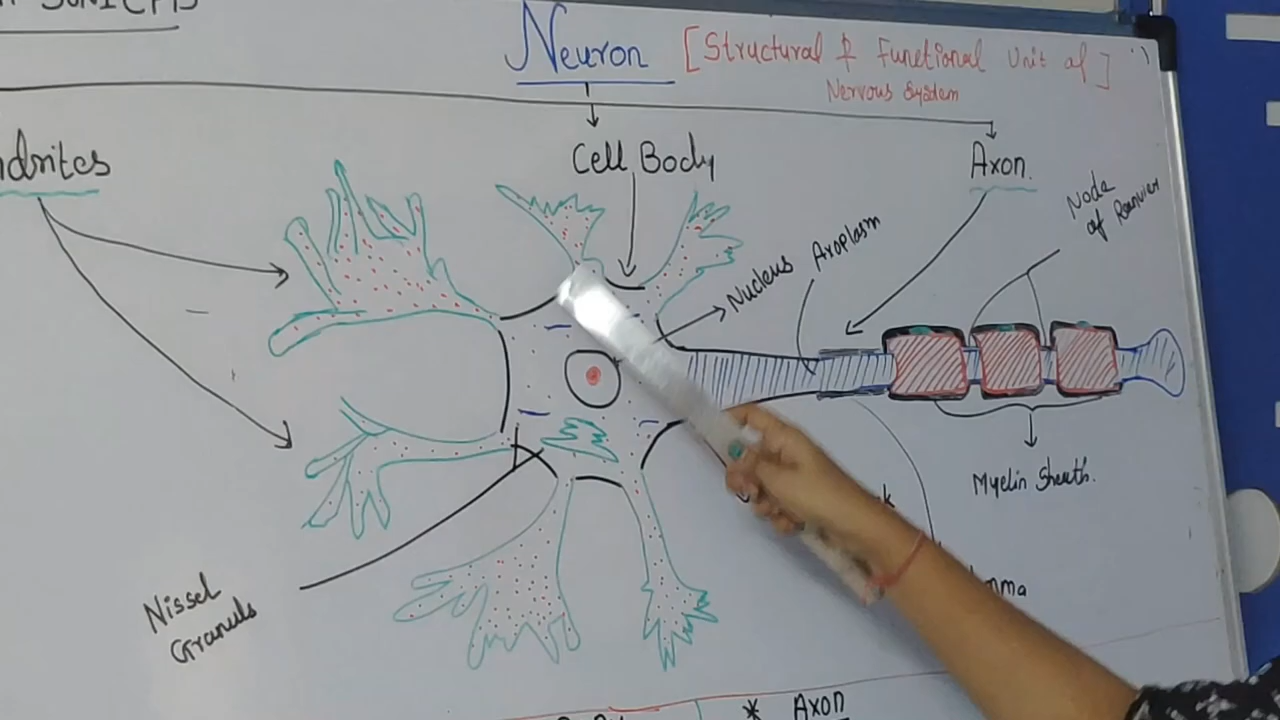 Neuron [Structural & Functional Unit of]
Nervous System
Cell Body
Axon.
Node
of Ranvier
Axoplasm
Nucleus
Myelin Sheath.
Nissel
Granuls
* Axon